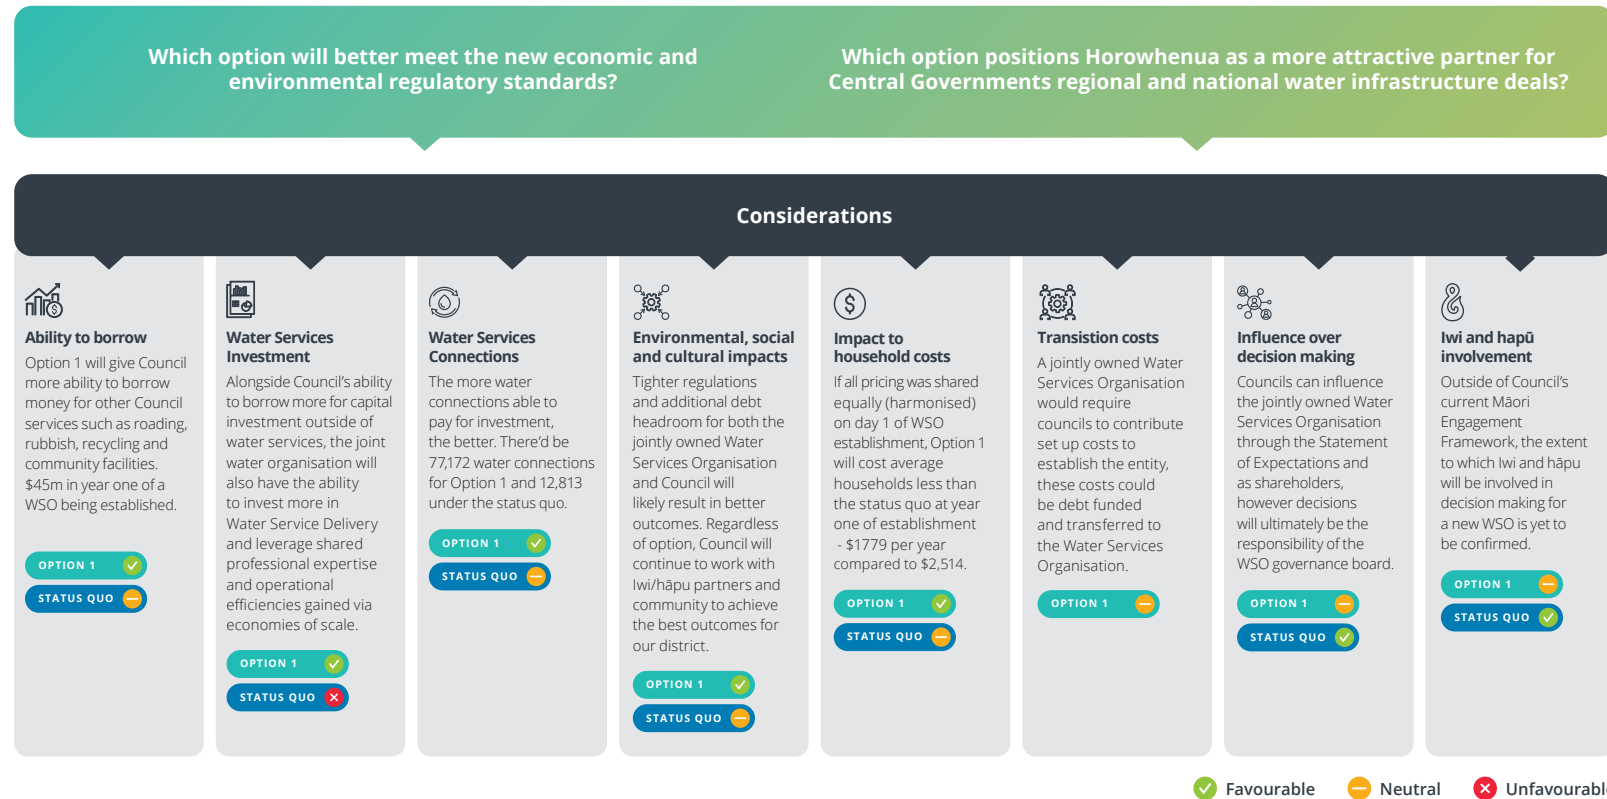 Which option will better meet the new economic and
environmental regulatory standards?
Which option positions Horowhenua as a more attractive partner for
Central Governments regional and national water infrastructure deals?
Considerations
Ability to borrow
Option 1 will give Council
more ability to borrow
money for other Council
services such as roading,
rubbish, recycling and
community facilities.
$45m in year one of a
WSO being established.
OPTION 1
STATUS QUO
Water Services
Investment
Alongside Council's ability
to borrow more for capital
investment outside of
water services, the joint
water organisation will
also have the ability
to invest more in
Water Service Delivery
and leverage shared
professional expertise
and operational
efficiencies gained via
economies of scale.
OPTION 1
STATUS QUO
Water Services
Connections
The more water
connections able to
pay for investment,
the better. There'd be
77,172 water connections
for Option 1 and 12,813
under the status quo.
OPTION 1
STATUS QUO
Environmental, social
and cultural impacts
Tighter regulations
and additional debt
headroom for both the
jointly owned Water
Services Organisation
and Council will
likely result in better
outcomes. Regardless
of option, Council will
continue to work with
Iwi/hāpu partners and
community to achieve
the best outcomes for
our district.
OPTION 1
STATUS QUO
Impact to
household costs
If all pricing was shared
equally (harmonised)
on day 1 of WSO
establishment, Option 1
will cost average
households less than
the status quo at year
one of establishment
- $1779 per year
compared to $2,514.
OPTION 1
STATUS QUO
Transistion costs
A jointly owned Water
Services Organisation
would require
councils to contribute
set up costs to
establish the entity,
these costs could
be debt funded
and transferred to
the Water Services
Organisation.
OPTION 1
Influence over
decision making
Councils can influence
the jointly owned Water
Services Organisation
through the Statement
of Expectations and
as shareholders,
however decisions
will ultimately be the
responsibility of the
WSO governance board.
OPTION 1
STATUS QUO
Iwi and hapū
involvement
Outside of Council's
current Māori
Engagement
Framework, the extent
to which Iwi and hāpu
will be involved in
decision making for
a new WSO is yet to
be confirmed.
OPTION 1
STATUS QUO
Favourable
Neutral
Unfavourable